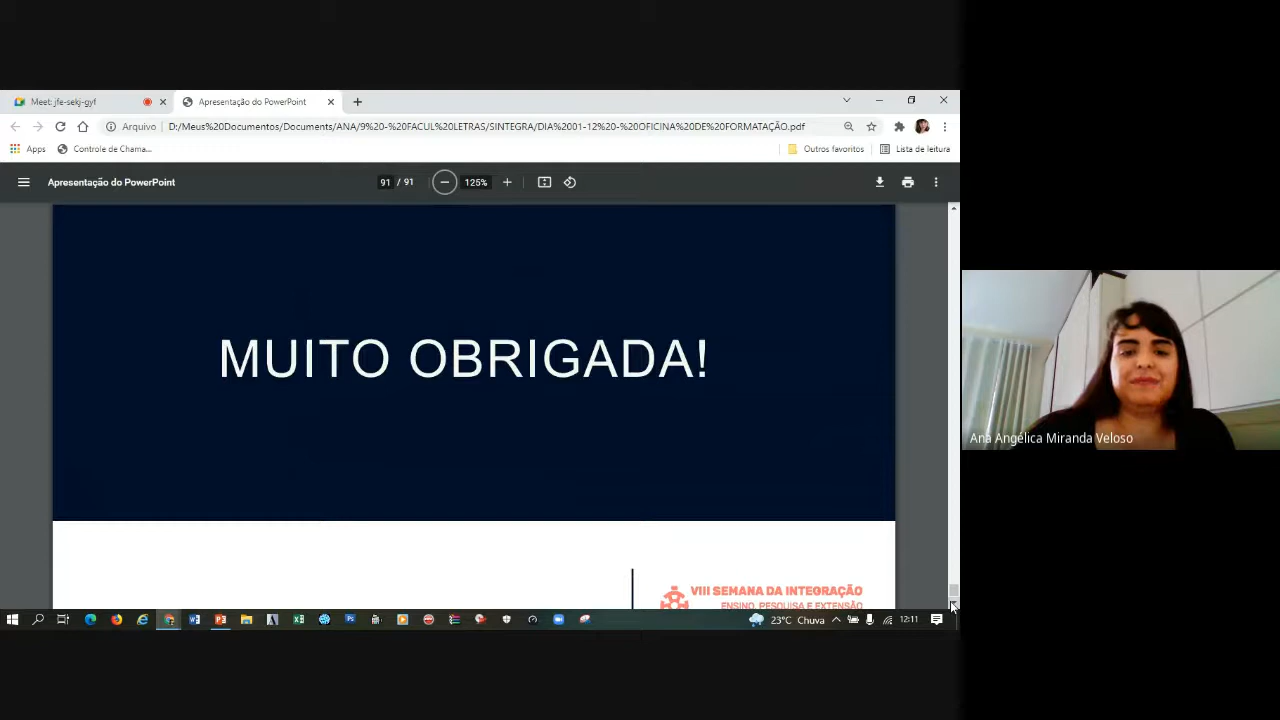 Meet: jfe-sekj-gyf
Apresentação do PowerPoint
Arquivo
D:/Meus%20Documentos/Documents/ANA/9%20-%20FACUL%20LETRAS/SINTEGRA/DIA%2001-12%20-%20OFICINA%20DE%20FORMATAÇÃO.pdf
Apps
Controle de Chama...
Outros favoritos
Lista de leitura
Apresentação do PowerPoint
91 / 91
125%
MUITO OBRIGADA!
VIII SEMANA DA INTEGRAÇÃO
ENSINO, PESQUISA E EXTENSÃO
Ana Angélica Miranda Veloso
23°C Chuva
12:11